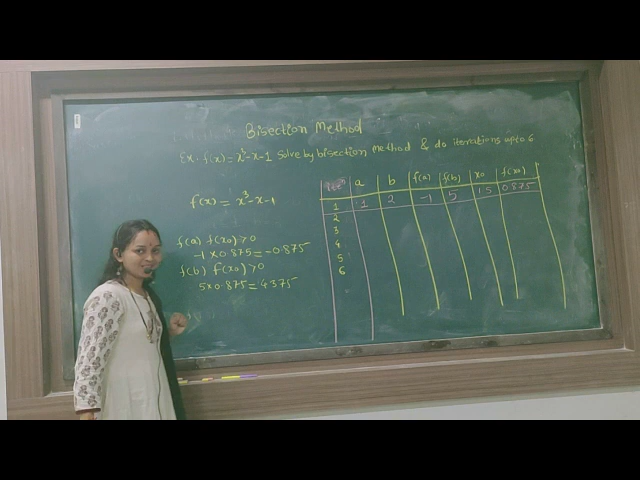 Bisection Method
Ex. f(x) = x³-x-1 Solve by bisection method & do iterations upto 6
f(x) = x³-x-1
f(a) f(x0) > 0
-1 x 0.875 = -0.875
f(b) f(x0) > 0
5x0.875 = 4.375
a b f(a) f(b) x0 f(x0)
1 1 2 -1 5 1.5 0.875
2
3
4
5
6